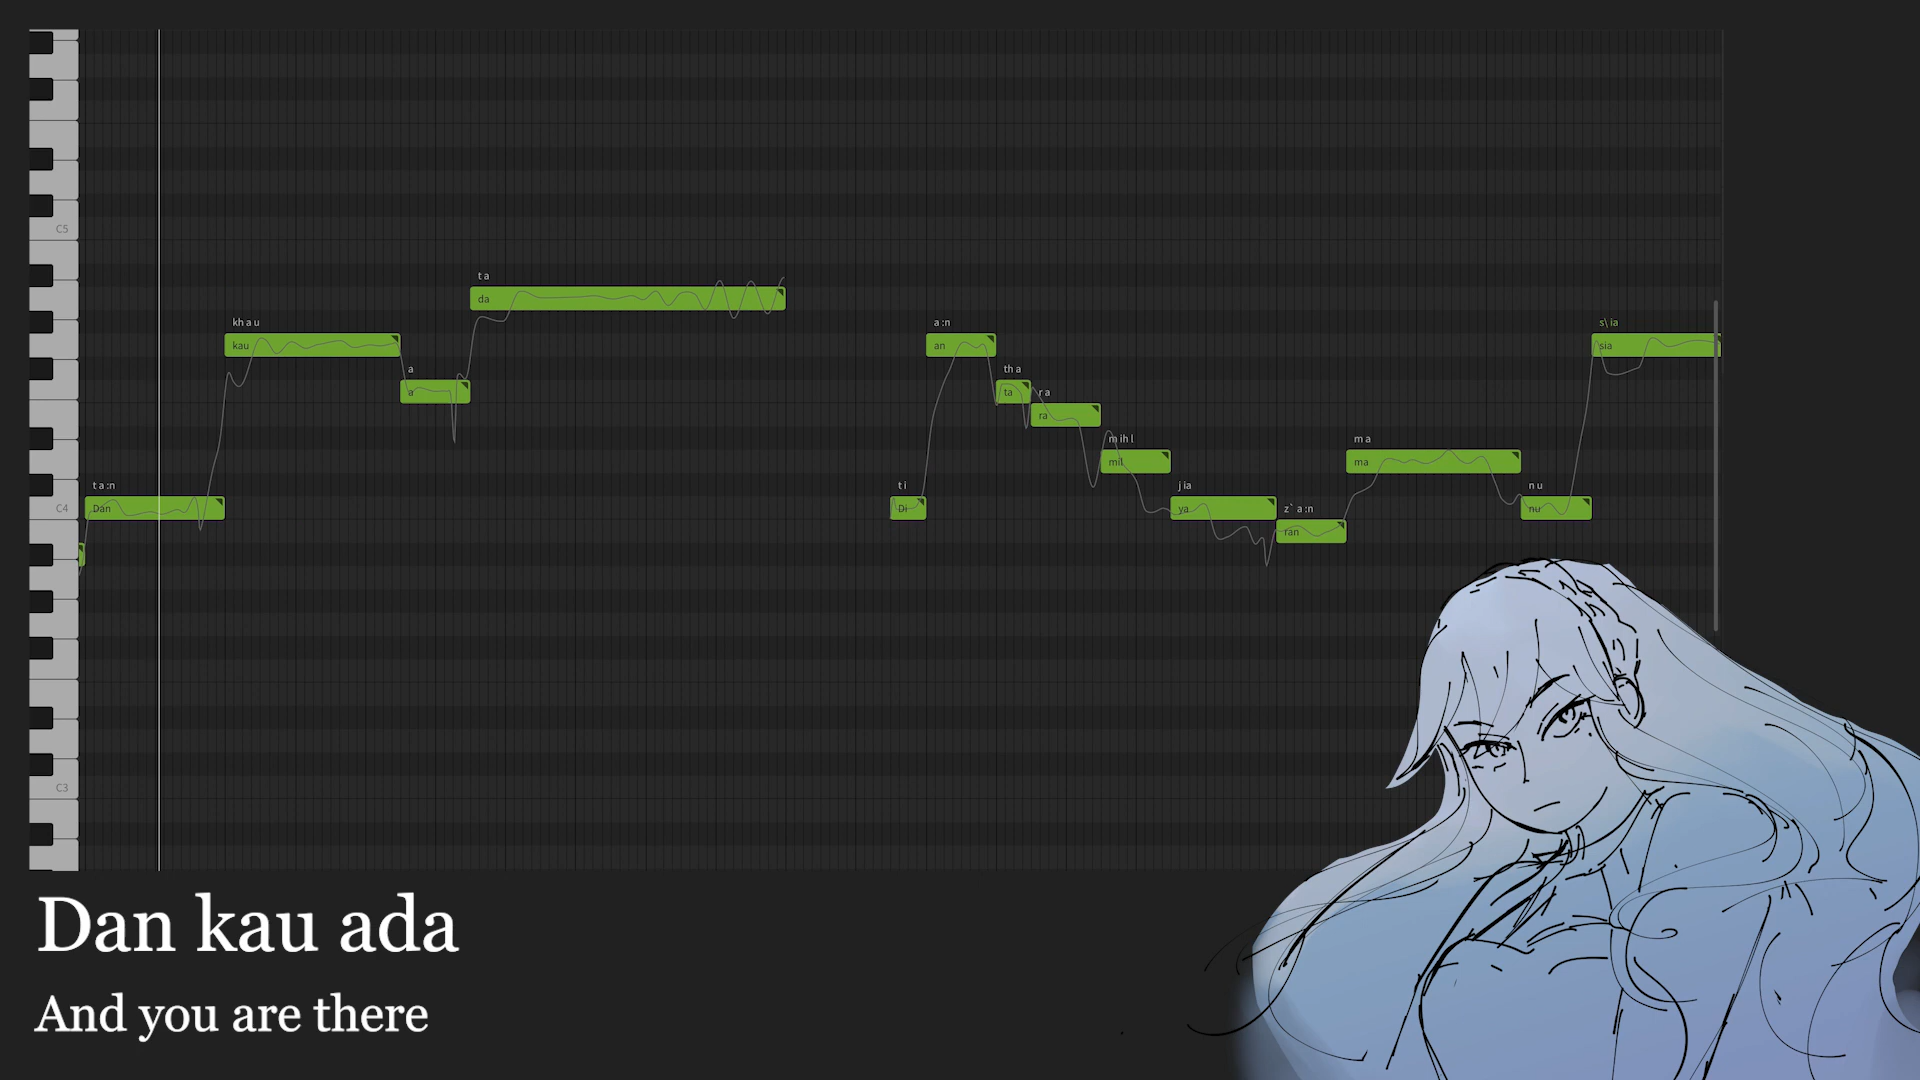 C5
t a
da
kh a u
kau
a :n
an
s\ ia
sia
a
a
th a
ta
r a
ra
m ih l
mil
m a
ma
t a :n
Dan
C4
t i
Di
j ia
ya
z` a :n
ran
n u
nu
C3
Dan kau ada
And you are there